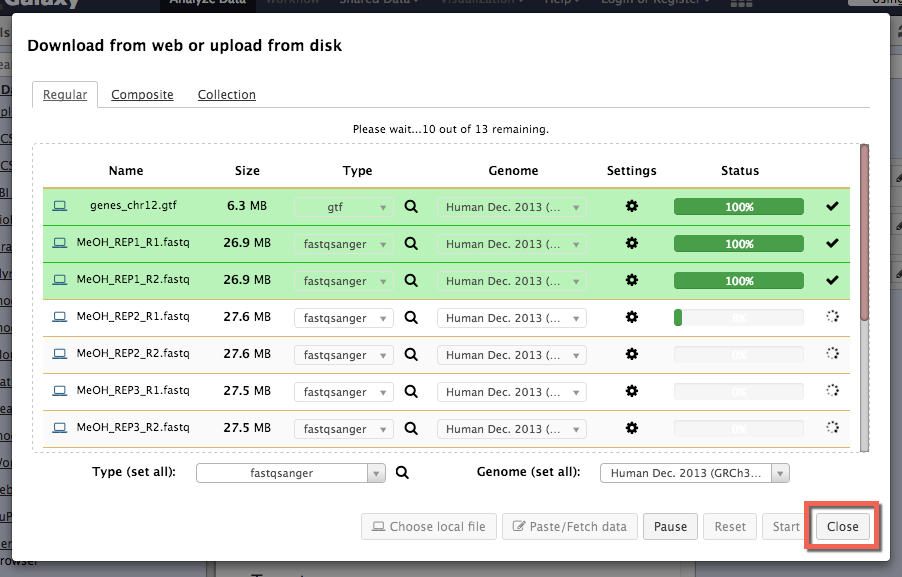 Galaxy Analyze Data Workflow Shared Data Visualization Help Login or Register Using
Download from web or upload from disk
Regular Composite Collection
Please wait...10 out of 13 remaining.
Name Size Type Genome Settings Status
genes_chr12.gtf 6.3 MB gtf Human Dec. 2013 (... 100%
MeOH_REP1_R1.fastq 26.9 MB fastqsanger Human Dec. 2013 (... 100%
MeOH_REP1_R2.fastq 26.9 MB fastqsanger Human Dec. 2013 (... 100%
MeOH_REP2_R1.fastq 27.6 MB fastqsanger Human Dec. 2013 (...
MeOH_REP2_R2.fastq 27.6 MB fastqsanger Human Dec. 2013 (... 0%
MeOH_REP3_R1.fastq 27.5 MB fastqsanger Human Dec. 2013 (... 0%
MeOH_REP3_R2.fastq 27.5 MB fastqsanger Human Dec. 2013 (... 0%
Type (set all): fastqsanger Genome (set all): Human Dec. 2013 (GRCh3...
Choose local file Paste/Fetch data Pause Reset Start Close